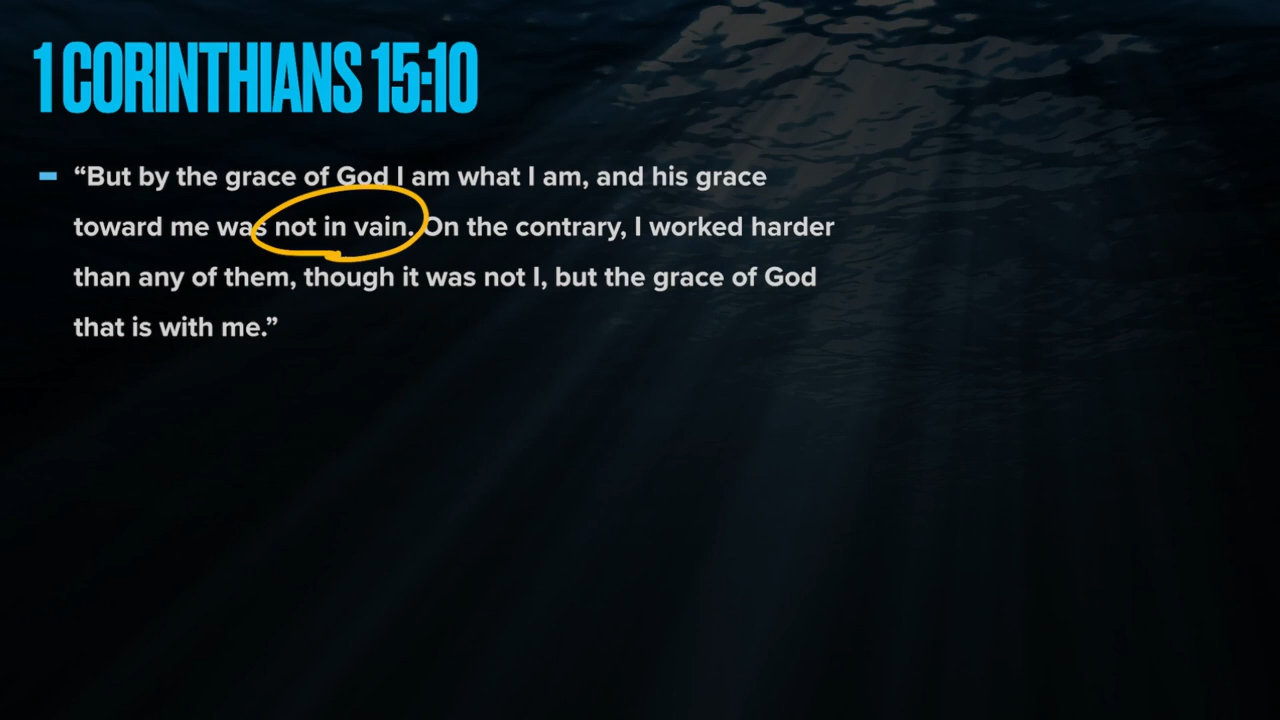 1 CORINTHIANS 15:10
“But by the grace of God I am what I am, and his grace
toward me was not in vain. On the contrary, I worked harder
than any of them, though it was not I, but the grace of God
that is with me.”